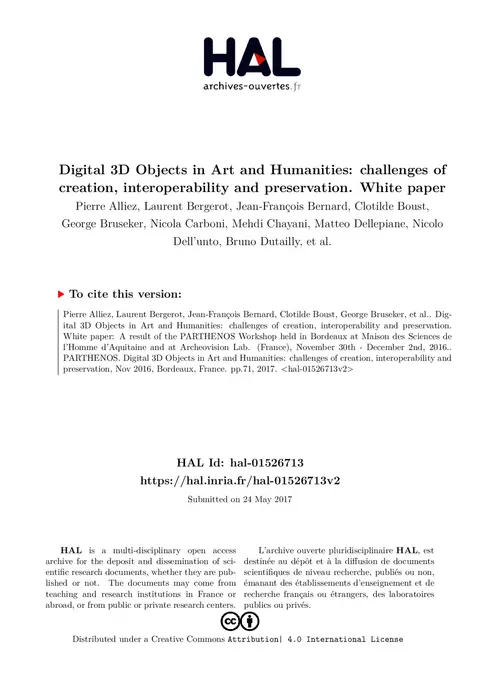 HAL
archives-ouvertes.fr
Digital 3D Objects in Art and Humanities: challenges of
creation, interoperability and preservation. White paper
Pierre Alliez, Laurent Bergerot, Jean-François Bernard, Clotilde Boust,
George Bruseker, Nicola Carboni, Mehdi Chayani, Matteo Dellepiane, Nicolo
Dell'unto, Bruno Dutailly, et al.
To cite this version:
Pierre Alliez, Laurent Bergerot, Jean-François Bernard, Clotilde Boust, George Bruseker, et al.. Dig-
ital 3D Objects in Art and Humanities: challenges of creation, interoperability and preservation.
White paper: A result of the PARTHENOS Workshop held in Bordeaux at Maison des Sciences de
l'Homme d'Aquitaine and at Archeovision Lab. (France), November 30th - December 2nd, 2016..
PARTHENOS. Digital 3D Objects in Art and Humanities: challenges of creation, interoperability and
preservation, Nov 2016, Bordeaux, France. pp.71, 2017. <hal-01526713v2>
HAL Id: hal-01526713
https://hal.inria.fr/hal-01526713v2
Submitted on 24 May 2017
HAL is a multi-disciplinary open access
archive for the deposit and dissemination of sci-
entific research documents, whether they are pub-
lished or not. The documents may come from
teaching and research institutions in France or
abroad, or from public or private research centers.
L'archive ouverte pluridisciplinaire HAL, est
destinée au dépôt et à la diffusion de documents
scientifiques de niveau recherche, publiés ou non,
émanant des établissements d'enseignement et de
recherche français ou étrangers, des laboratoires
publics ou privés.
cc
Distributed under a Creative Commons Attribution| 4.0 International License